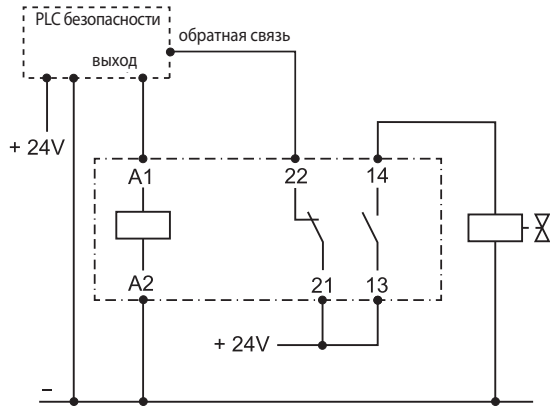 PLC безопасности
обратная связь
выход
+ 24V
A1
22
14
A2
21
13
+ 24V
–